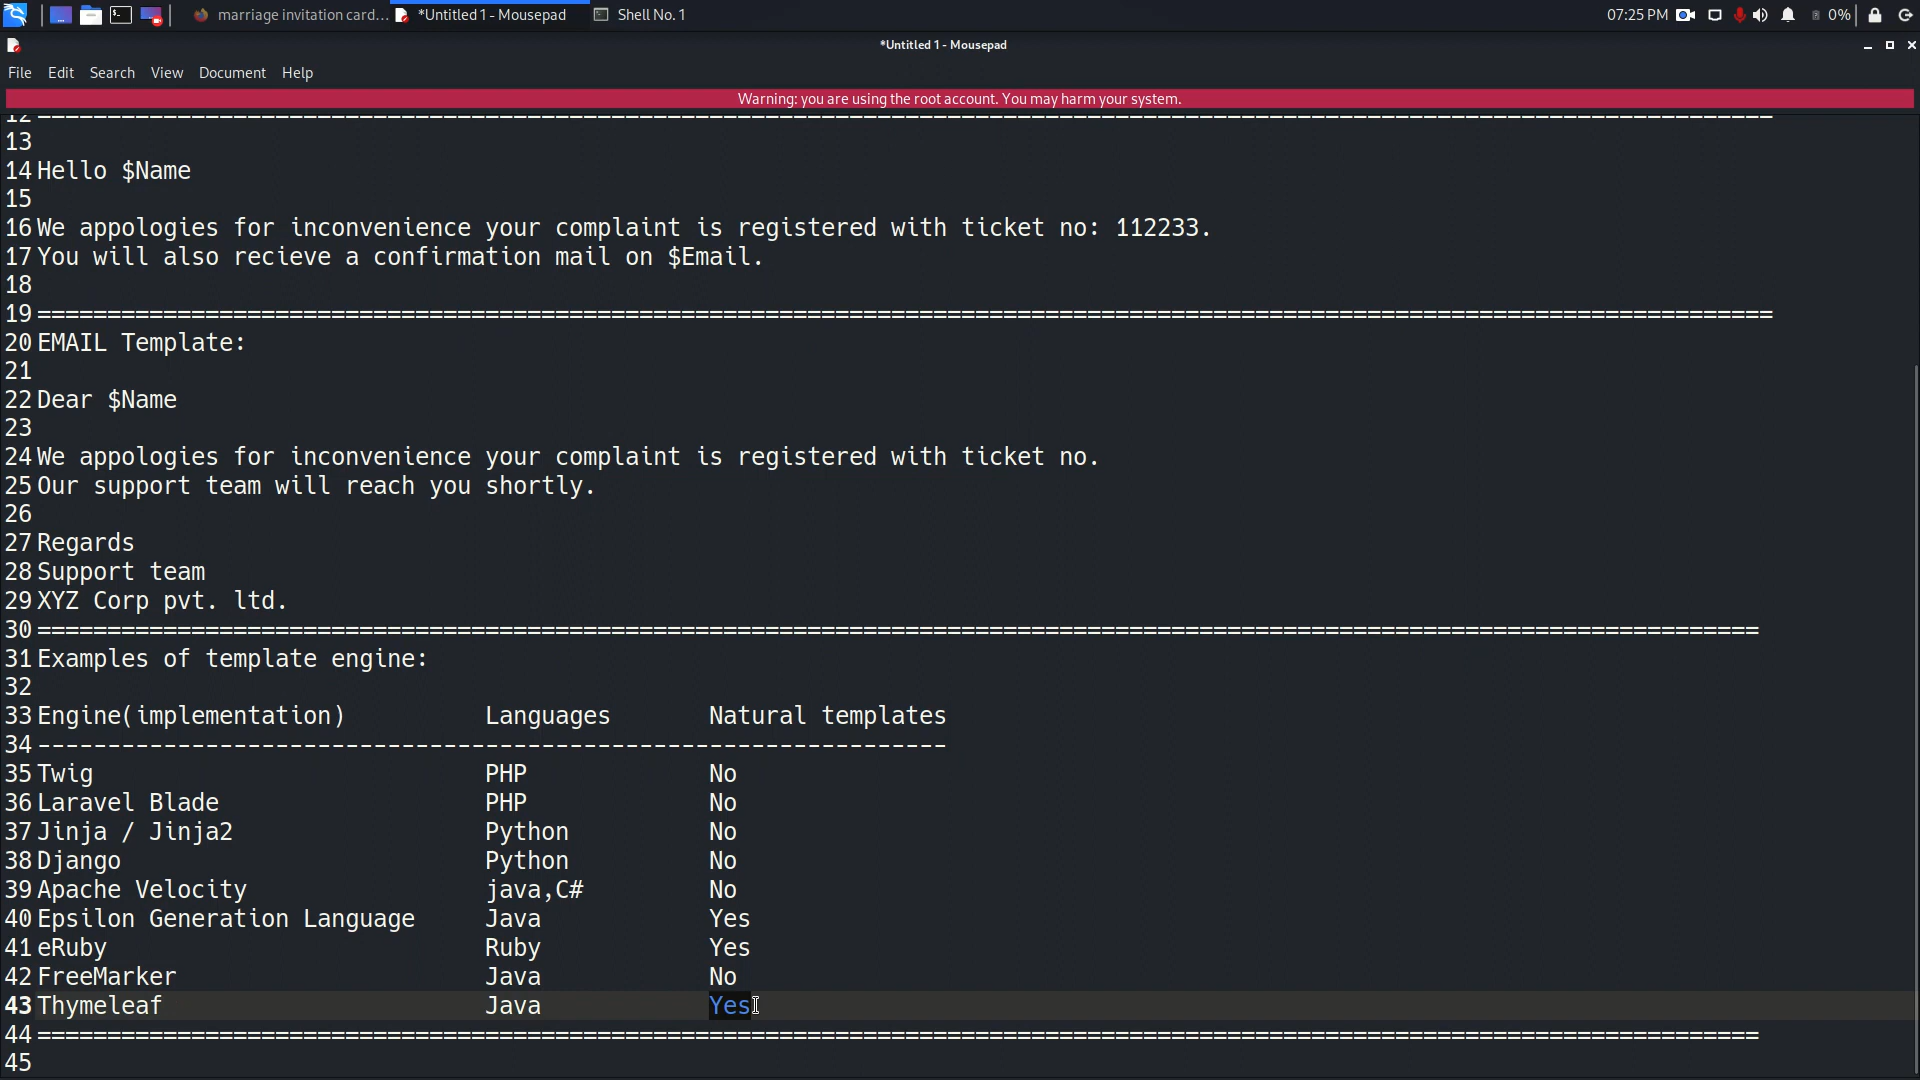 marriage invitation card...
*Untitled 1 - Mousepad
Shell No. 1
07:25 PM
0%
*Untitled 1 - Mousepad
File Edit Search View Document Help
Warning: you are using the root account. You may harm your system.
12 ============================================================================================================================
13
14 Hello $Name
15
16 We appologies for inconvenience your complaint is registered with ticket no: 112233.
17 You will also recieve a confirmation mail on $Email.
18
19 ============================================================================================================================
20 EMAIL Template:
21
22 Dear $Name
23
24 We appologies for inconvenience your complaint is registered with ticket no.
25 Our support team will reach you shortly.
26
27 Regards
28 Support team
29 XYZ Corp pvt. ltd.
30 ===========================================================================================================================
31 Examples of template engine:
32
33 Engine(implementation) Languages Natural templates
34 -----------------------------------------------------------------
35 Twig PHP No
36 Laravel Blade PHP No
37 Jinja / Jinja2 Python No
38 Django Python No
39 Apache Velocity java,C# No
40 Epsilon Generation Language Java Yes
41 eRuby Ruby Yes
42 FreeMarker Java No
43 Thymeleaf Java Yes
44 ===========================================================================================================================
45